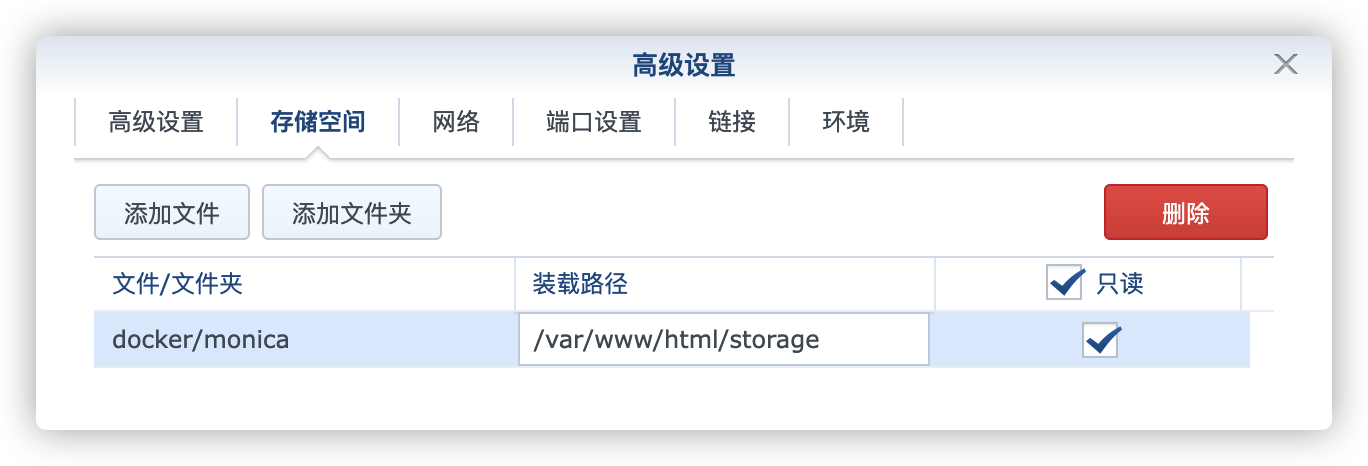 高级设置
高级设置 存储空间 网络 端口设置 链接 环境
添加文件 添加文件夹 删除
文件/文件夹 装载路径 只读
docker/monica /var/www/html/storage